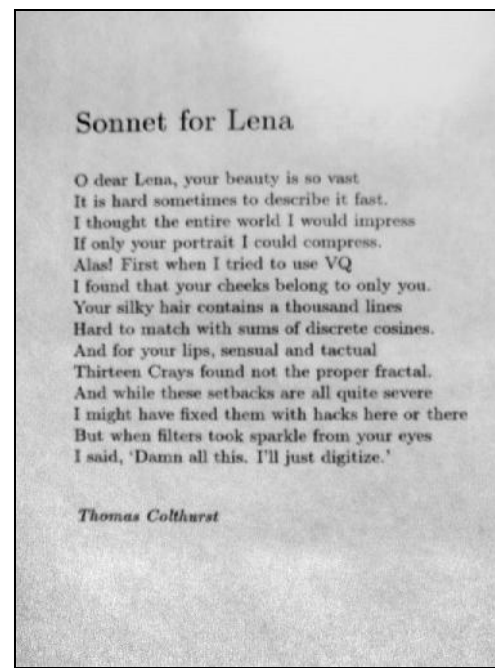 Sonnet for Lena
O dear Lena, your beauty is so vast
It is hard sometimes to describe it fast.
I thought the entire world I would impress
If only your portrait I could compress.
Alas! First when I tried to use VQ
I found that your cheeks belong to only you.
Your silky hair contains a thousand lines
Hard to match with sums of discrete cosines.
And for your lips, sensual and tactual
Thirteen Crays found not the proper fractal.
And while these setbacks are all quite severe
I might have fixed them with hacks here or there
But when filters took sparkle from your eyes
I said, ‘Damn all this. I'll just digitize.’
Thomas Colthurst